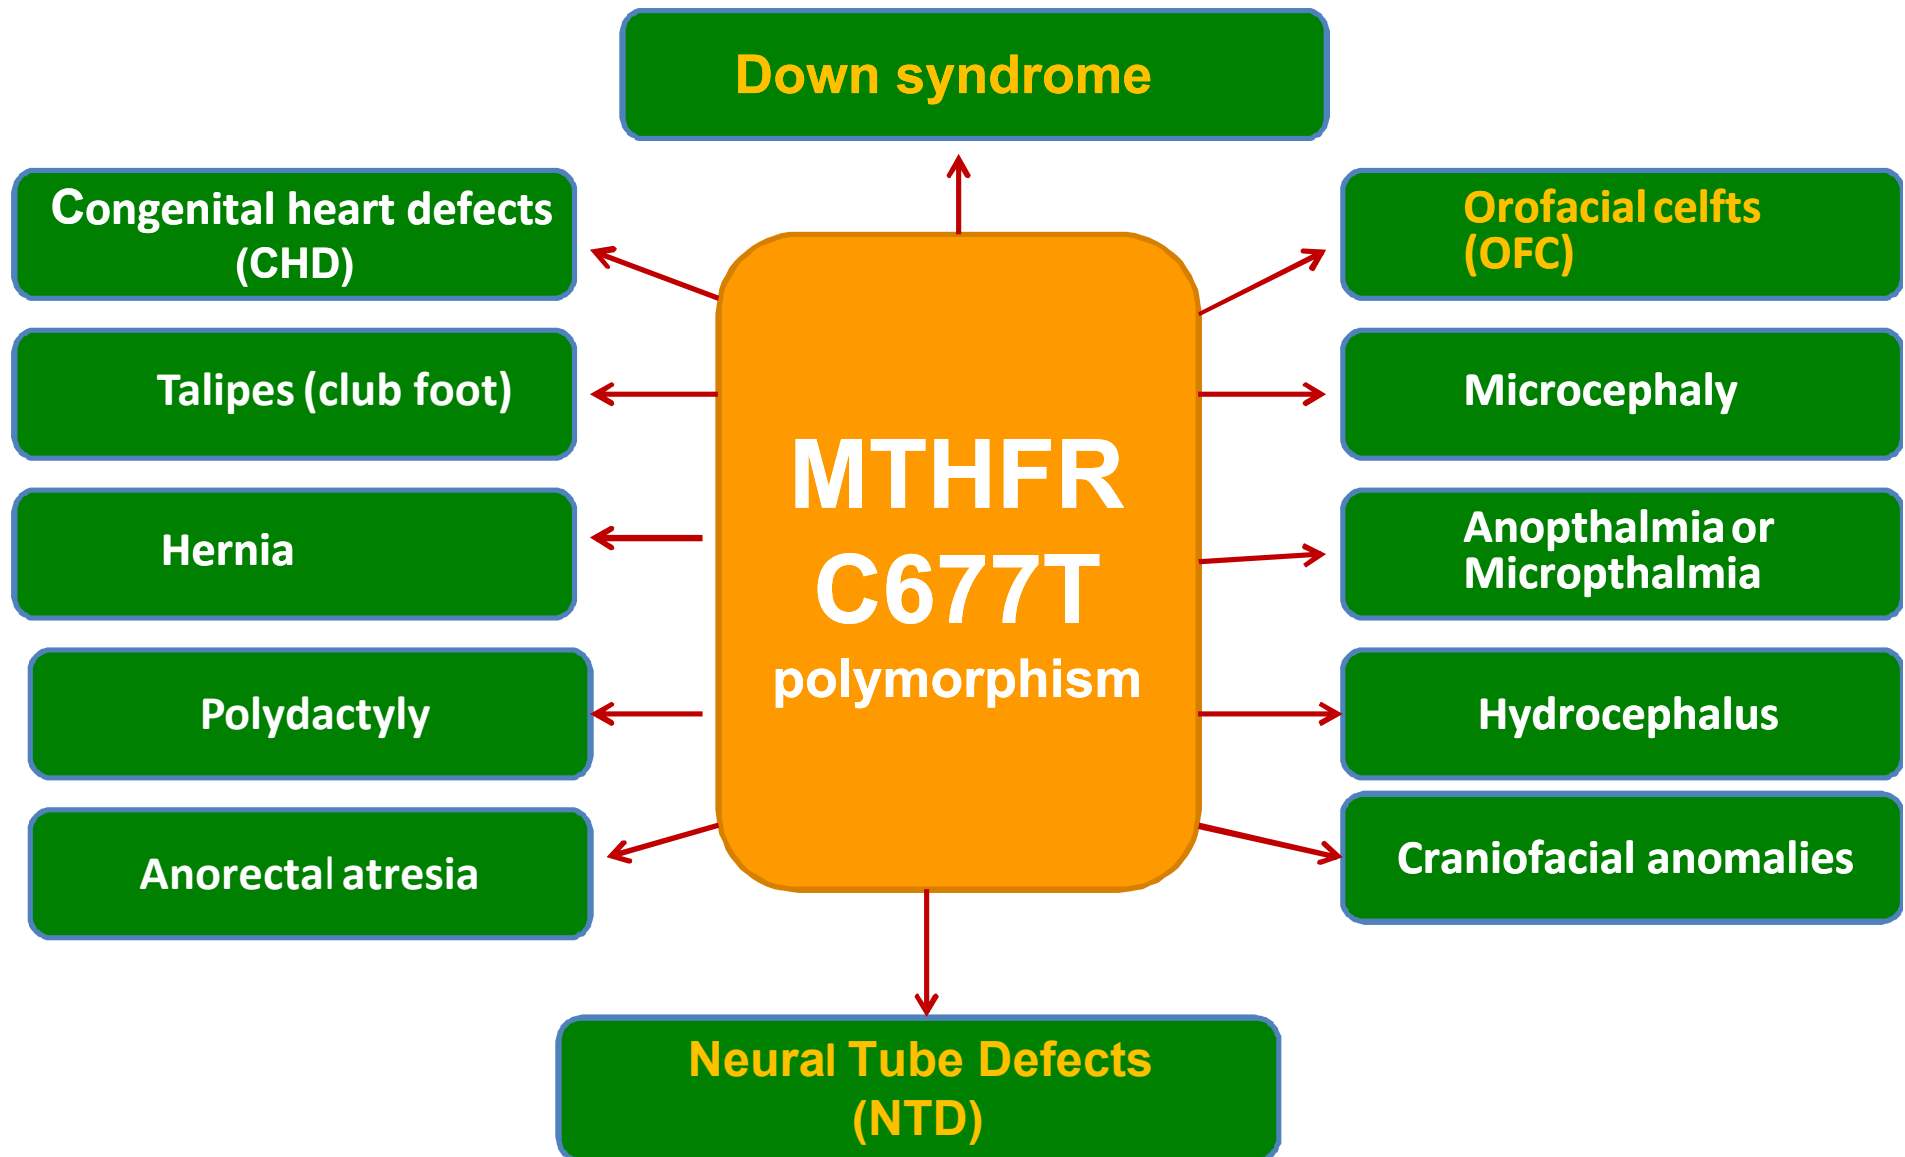 Down syndrome
Congenital heart defects
(CHD)
Talipes (club foot)
Hernia
Polydactyly
Anorectal atresia
MTHFR
C677T
polymorphism
Orofacial celfts
(OFC)
Microcephaly
Anopthalmia or
Micropthalmia
Hydrocephalus
Craniofacial anomalies
Neural Tube Defects
(NTD)